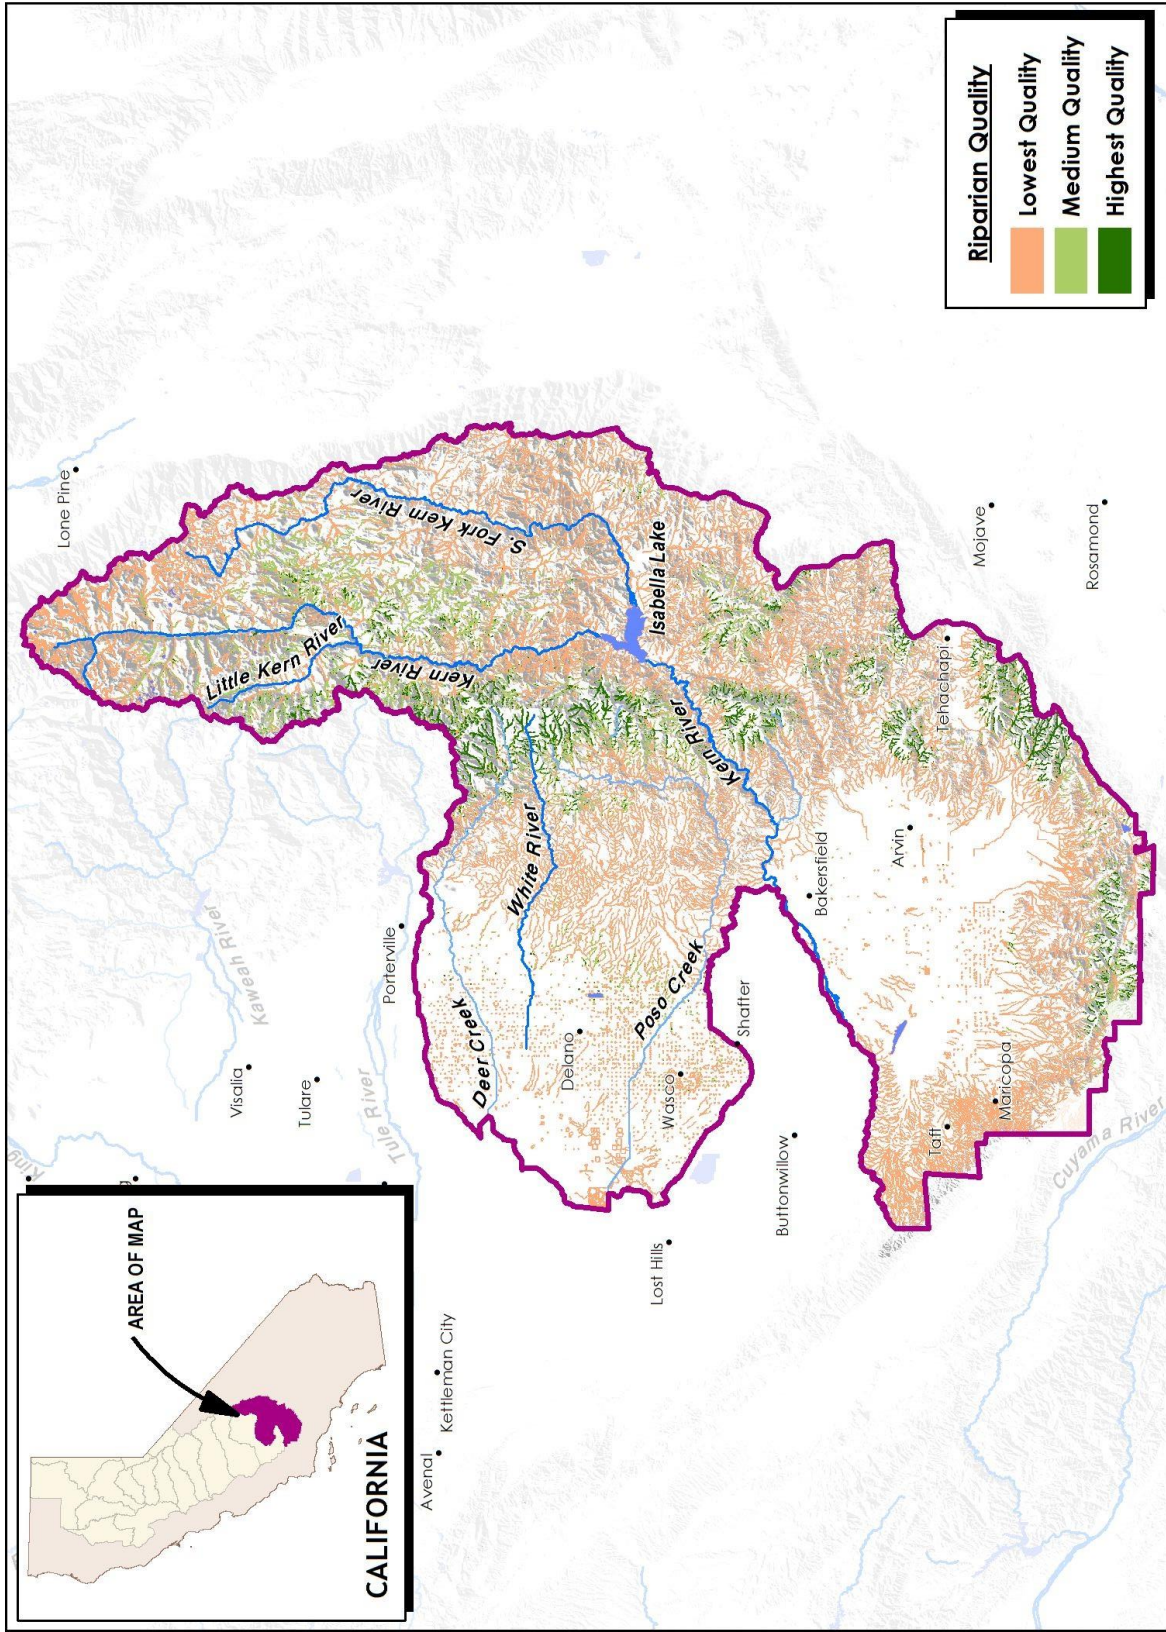 AREA OF MAP
CALIFORNIA
Riparian Quality
Lowest Quality
Medium Quality
Highest Quality
Lone Pine
Little Kern River
S. Fork Kern River
Kern River
Isabella Lake
Kern River
White River
Deer Creek
Poso Creek
Kaweah River
Tule River
Cuyama River
Visalia
Tulare
Porterville
Delano
Wasco
Shafter
Lost Hills
Buttonwillow
Avenal
Kettleman City
Bakersfield
Arvin
Tehachapi
Mojave
Rosamond
Taft
Maricopa